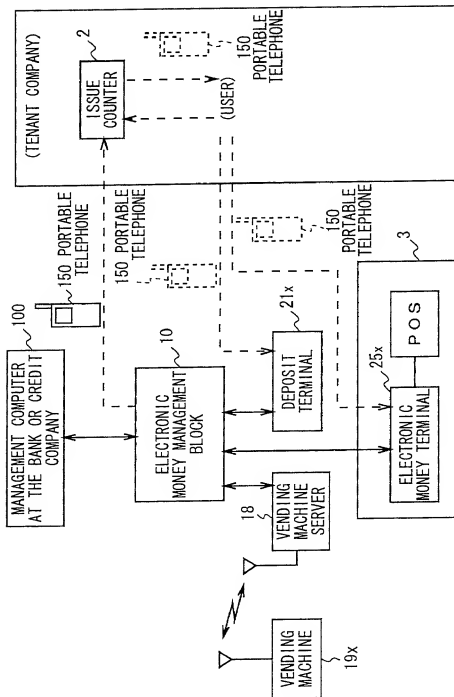 (TENANT COMPANY)
2
ISSUE
COUNTER
150
PORTABLE
TELEPHONE
(USER)
100
MANAGEMENT COMPUTER
AT THE BANK OR CREDIT
COMPANY
150 PORTABLE
TELEPHONE
150 PORTABLE
TELEPHONE
150
PORTABLE
TELEPHONE
10
ELECTRONIC
MONEY MANAGEMENT
BLOCK
21x
DEPOSIT
TERMINAL
3
POS
25x
ELECTRONIC
MONEY TERMINAL
18
VENDING
MACHINE
SERVER
VENDING
MACHINE
19x